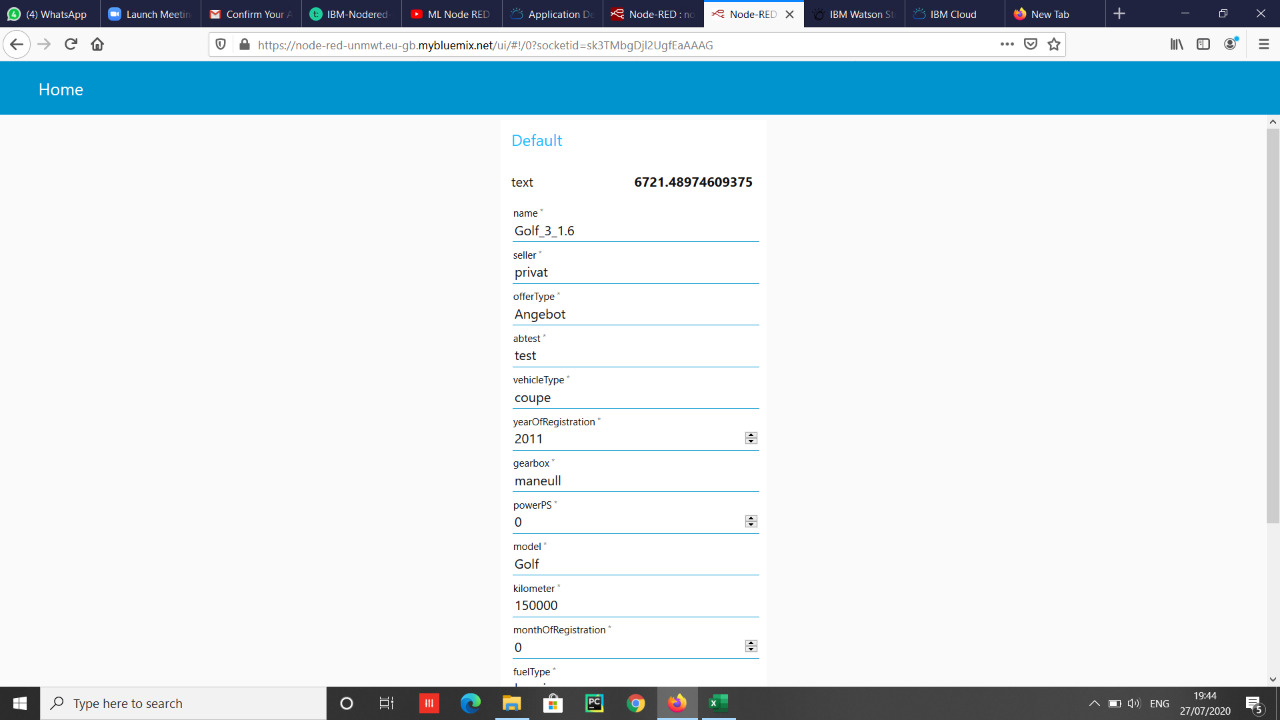 (4) WhatsApp Launch Meetin Confirm Your A IBM-Nodered ML Node RED Application De Node-RED : no Node-RED IBM Watson St IBM Cloud New Tab
https://node-red-unmwt.eu-gb.mybluemix.net/ui/#!/0?socketid=sk3TMbgDjl2UgfEaAAAG
Home
Default
text 6721.48974609375
name *
Golf_3_1.6
seller *
privat
offerType *
Angebot
abtest *
test
vehicleType *
coupe
yearOfRegistration *
2011
gearbox *
maneull
powerPS *
0
model *
Golf
kilometer *
150000
monthOfRegistration *
0
fuelType *
Type here to search
ENG
19:44
27/07/2020
5